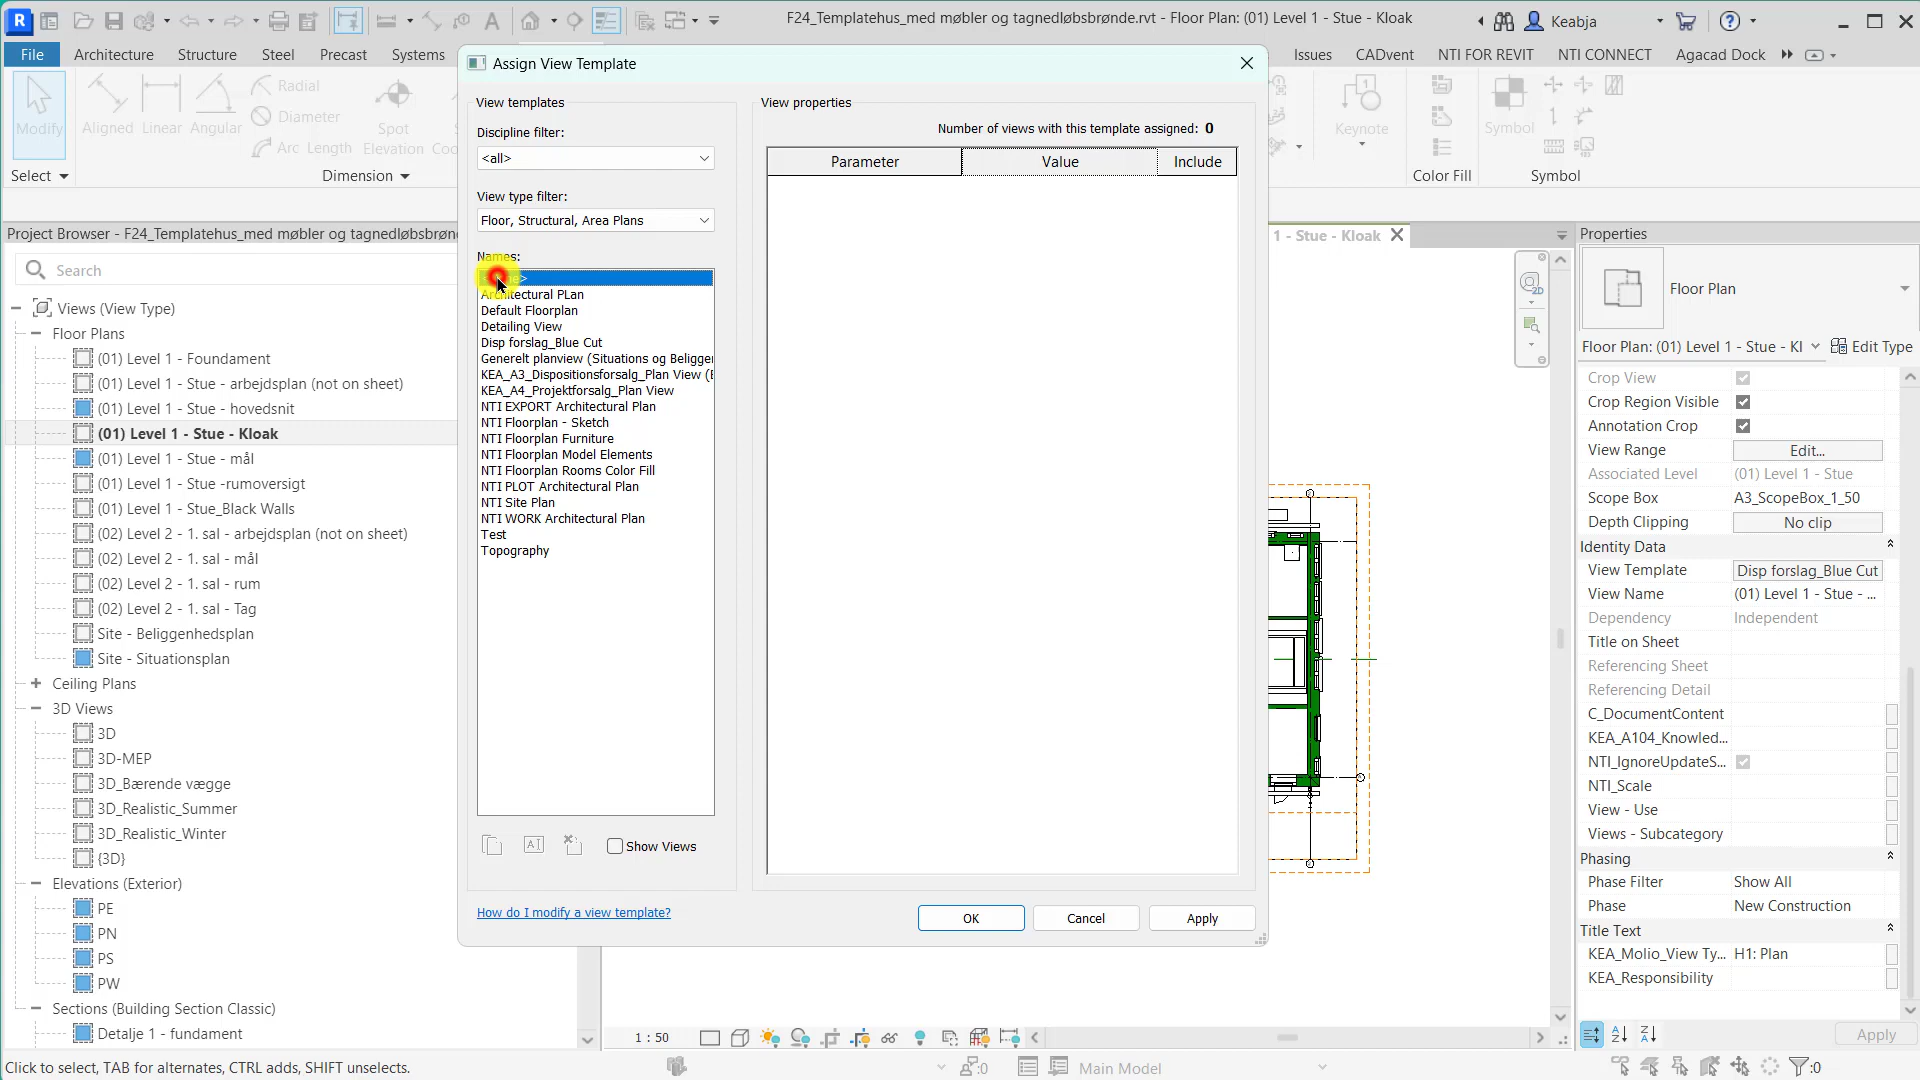 F24_Templatehus_med møbler og tagnedløbsbrønde.rvt - Floor Plan: (01) Level 1 - Stue - Kloak
Keabja
File
Architecture
Structure
Steel
Precast
Systems
Issues
CADvent
NTI FOR REVIT
NTI CONNECT
Agacad Dock
Modify
Aligned
Linear
Angular
Radial
Diameter
Arc Length
Spot
Elevation
Keynote
Symbol
Select
Dimension
Color Fill
Symbol
Project Browser - F24_Templatehus_med møbler og tagnedløbsbrøn
Search
Views (View Type)
Floor Plans
(01) Level 1 - Foundament
(01) Level 1 - Stue - arbejdsplan (not on sheet)
(01) Level 1 - Stue - hovedsnit
(01) Level 1 - Stue - Kloak
(01) Level 1 - Stue - mål
(01) Level 1 - Stue -rumoversigt
(01) Level 1 - Stue_Black Walls
(02) Level 2 - 1. sal - arbejdsplan (not on sheet)
(02) Level 2 - 1. sal - mål
(02) Level 2 - 1. sal - rum
(02) Level 2 - 1. sal - Tag
Site - Beliggenhedsplan
Site - Situationsplan
Ceiling Plans
3D Views
3D
3D-MEP
3D_Bærende vægge
3D_Realistic_Summer
3D_Realistic_Winter
{3D}
Elevations (Exterior)
PE
PN
PS
PW
Sections (Building Section Classic)
Detalje 1 - fundament
Assign View Template
View templates
Discipline filter:
<all>
View type filter:
Floor, Structural, Area Plans
Names:
Architectural PLan
Default Floorplan
Detailing View
Disp forslag_Blue Cut
Generelt planview (Situations og Beligger
KEA_A3_Dispositionsforsalg_Plan View (E
KEA_A4_Projektforsalg_Plan View
NTI EXPORT Architectural Plan
NTI Floorplan - Sketch
NTI Floorplan Furniture
NTI Floorplan Model Elements
NTI Floorplan Rooms Color Fill
NTI PLOT Architectural Plan
NTI Site Plan
NTI WORK Architectural Plan
Test
Topography
Show Views
How do I modify a view template?
View properties
Number of views with this template assigned: 0
Parameter Value Include
OK
Cancel
Apply
1 - Stue - Kloak
2D
Properties
Floor Plan
Floor Plan: (01) Level 1 - Stue - Kl
Edit Type
Crop View
Crop Region Visible
Annotation Crop
View Range Edit...
Associated Level (01) Level 1 - Stue
Scope Box A3_ScopeBox_1_50
Depth Clipping No clip
Identity Data
View Template Disp forslag_Blue Cut
View Name (01) Level 1 - Stue - ...
Dependency Independent
Title on Sheet
Referencing Sheet
Referencing Detail
C_DocumentContent
KEA_A104_Knowled...
NTI_IgnoreUpdateS...
NTI_Scale
View - Use
Views - Subcategory
Phasing
Phase Filter Show All
Phase New Construction
Title Text
KEA_Molio_View Ty... H1: Plan
KEA_Responsibility
Apply
1 : 50
Click to select, TAB for alternates, CTRL adds, SHIFT unselects.
:0
Main Model
:0